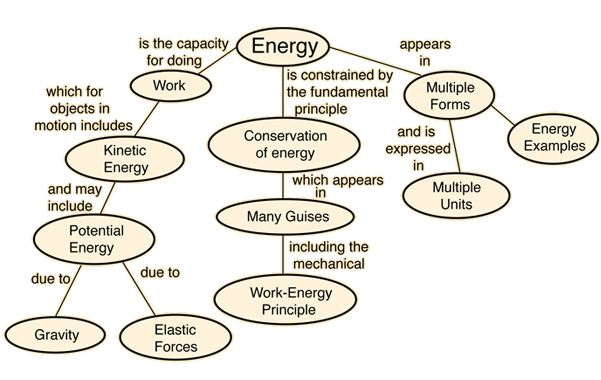 Energy
is the capacity
for doing
Work
which for
objects in
motion includes
Kinetic
Energy
and may
include
Potential
Energy
due to
due to
Gravity
Elastic
Forces
is constrained by
the fundamental
principle
Conservation
of energy
which appears
in
Many Guises
including the
mechanical
Work-Energy
Principle
appears
in
Multiple
Forms
and is
expressed
in
Multiple
Units
Energy
Examples